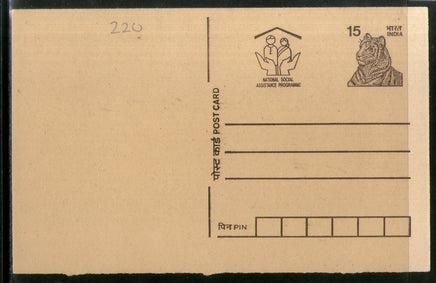 220
15 भारत
INDIA
NATIONAL SOCIAL
ASSISTANCE PROGRAMME
पोस्ट कार्ड POST CARD
पिन PIN